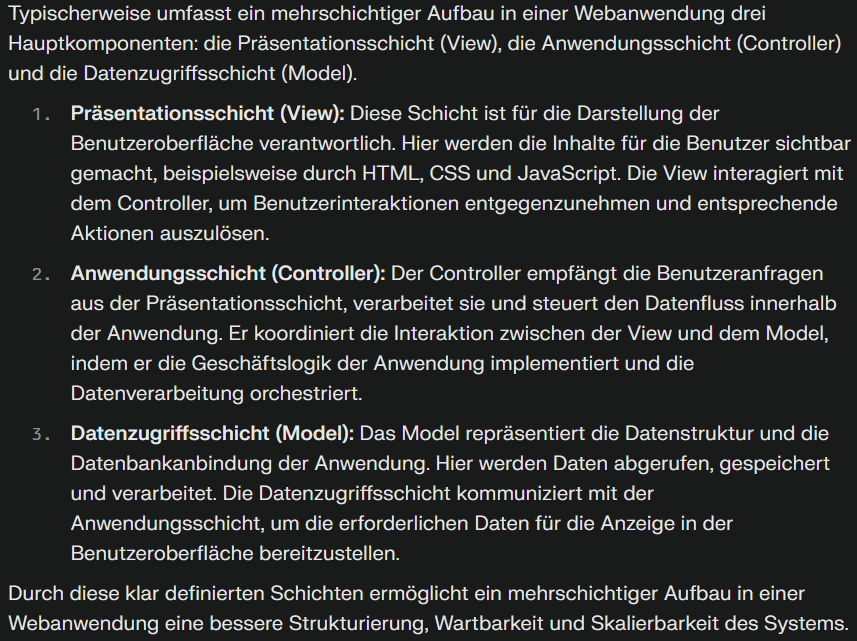 Typischerweise umfasst ein mehrschichtiger Aufbau in einer Webanwendung drei
Hauptkomponenten: die Präsentationsschicht (View), die Anwendungsschicht (Controller)
und die Datenzugriffsschicht (Model).
1. Präsentationsschicht (View): Diese Schicht ist für die Darstellung der
Benutzeroberfläche verantwortlich. Hier werden die Inhalte für die Benutzer sichtbar
gemacht, beispielsweise durch HTML, CSS und JavaScript. Die View interagiert mit
dem Controller, um Benutzerinteraktionen entgegenzunehmen und entsprechende
Aktionen auszulösen.
2. Anwendungsschicht (Controller): Der Controller empfängt die Benutzeranfragen
aus der Präsentationsschicht, verarbeitet sie und steuert den Datenfluss innerhalb
der Anwendung. Er koordiniert die Interaktion zwischen der View und dem Model,
indem er die Geschäftslogik der Anwendung implementiert und die
Datenverarbeitung orchestriert.
3. Datenzugriffsschicht (Model): Das Model repräsentiert die Datenstruktur und die
Datenbankanbindung der Anwendung. Hier werden Daten abgerufen, gespeichert
und verarbeitet. Die Datenzugriffsschicht kommuniziert mit der
Anwendungsschicht, um die erforderlichen Daten für die Anzeige in der
Benutzeroberfläche bereitzustellen.
Durch diese klar definierten Schichten ermöglicht ein mehrschichtiger Aufbau in einer
Webanwendung eine bessere Strukturierung, Wartbarkeit und Skalierbarkeit des Systems.